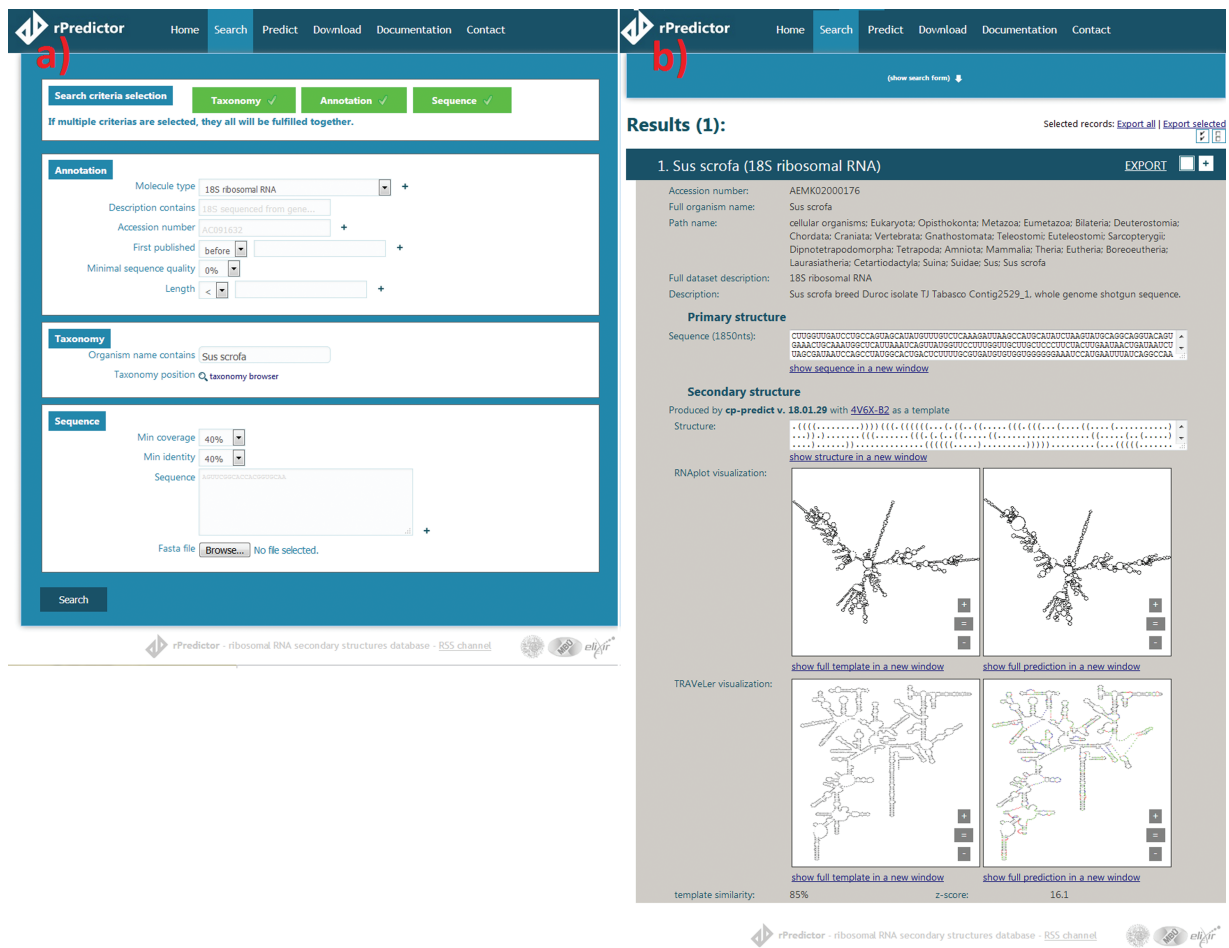 rPredictor Home Search Predict Download Documentation Contact
a)
Search criteria selection Taxonomy ✓ Annotation ✓ Sequence ✓
If multiple criterias are selected, they all will be fulfilled together.
Annotation
Molecule type 18S ribosomal RNA +
Description contains 18S sequenced from gene...
Accession number AC091632 +
First published before +
Minimal sequence quality 0%
Length < +
Taxonomy
Organism name contains Sus scrofa
Taxonomy position taxonomy browser
Sequence
Min coverage 40%
Min identity 40%
Sequence
+
Fasta file Browse... No file selected.
Search
rPredictor - ribosomal RNA secondary structures database - RSS channel MBU elixir
rPredictor Home Search Predict Download Documentation Contact
b)
(show search form)
Results (1): Selected records: Export all | Export selected
1. Sus scrofa (18S ribosomal RNA) EXPORT +
Accession number: AEMK02000176
Full organism name: Sus scrofa
Path name: cellular organisms; Eukaryota; Opisthokonta; Metazoa; Eumetazoa; Bilateria; Deuterostomia;
Chordata; Craniata; Vertebrata; Gnathostomata; Teleostomi; Euteleostomi; Sarcopterygii;
Dipnotetrapodomorpha; Tetrapoda; Amniota; Mammalia; Theria; Eutheria; Boreoeutheria;
Laurasiatheria; Cetartiodactyla; Suina; Suidae; Sus; Sus scrofa
Full dataset description: 18S ribosomal RNA
Description: Sus scrofa breed Duroc isolate TJ Tabasco Contig2529_1, whole genome shotgun sequence.
Primary structure
Sequence (1850nts): CUUGGUUGAUCCUGCCAGUAGCAUAUGUUUGUCUCAAAGAUUAAGCCAUGCAUAUCUAAGUAUGCAGGCAGGUACAGU
GAAACUGCAAAUGGCUCAUUAAAUCAGUUAUGGUUCCUUUGGUUGCUUGCUCCCUUCUACUUGAAUAACUGAUAAUCU
UAGCGAUAAUCCAGCCUAUGGCACUGACUCUUUUGCGUGAUGUGUGGUGGGGGGAAAUCCAUGAAUUUAUCAGGCCAA
show sequence in a new window
Secondary structure
Produced by cp-predict v. 18.01.29 with 4V6X-B2 as a template
Structure:
show structure in a new window
RNAplot visualization:
+
=
-
+
=
-
show full template in a new window show full prediction in a new window
TRAVeLer visualization:
+
=
-
+
=
-
show full template in a new window show full prediction in a new window
template similarity: 85% z-score: 16.1
rPredictor - ribosomal RNA secondary structures database - RSS channel MBU elixir